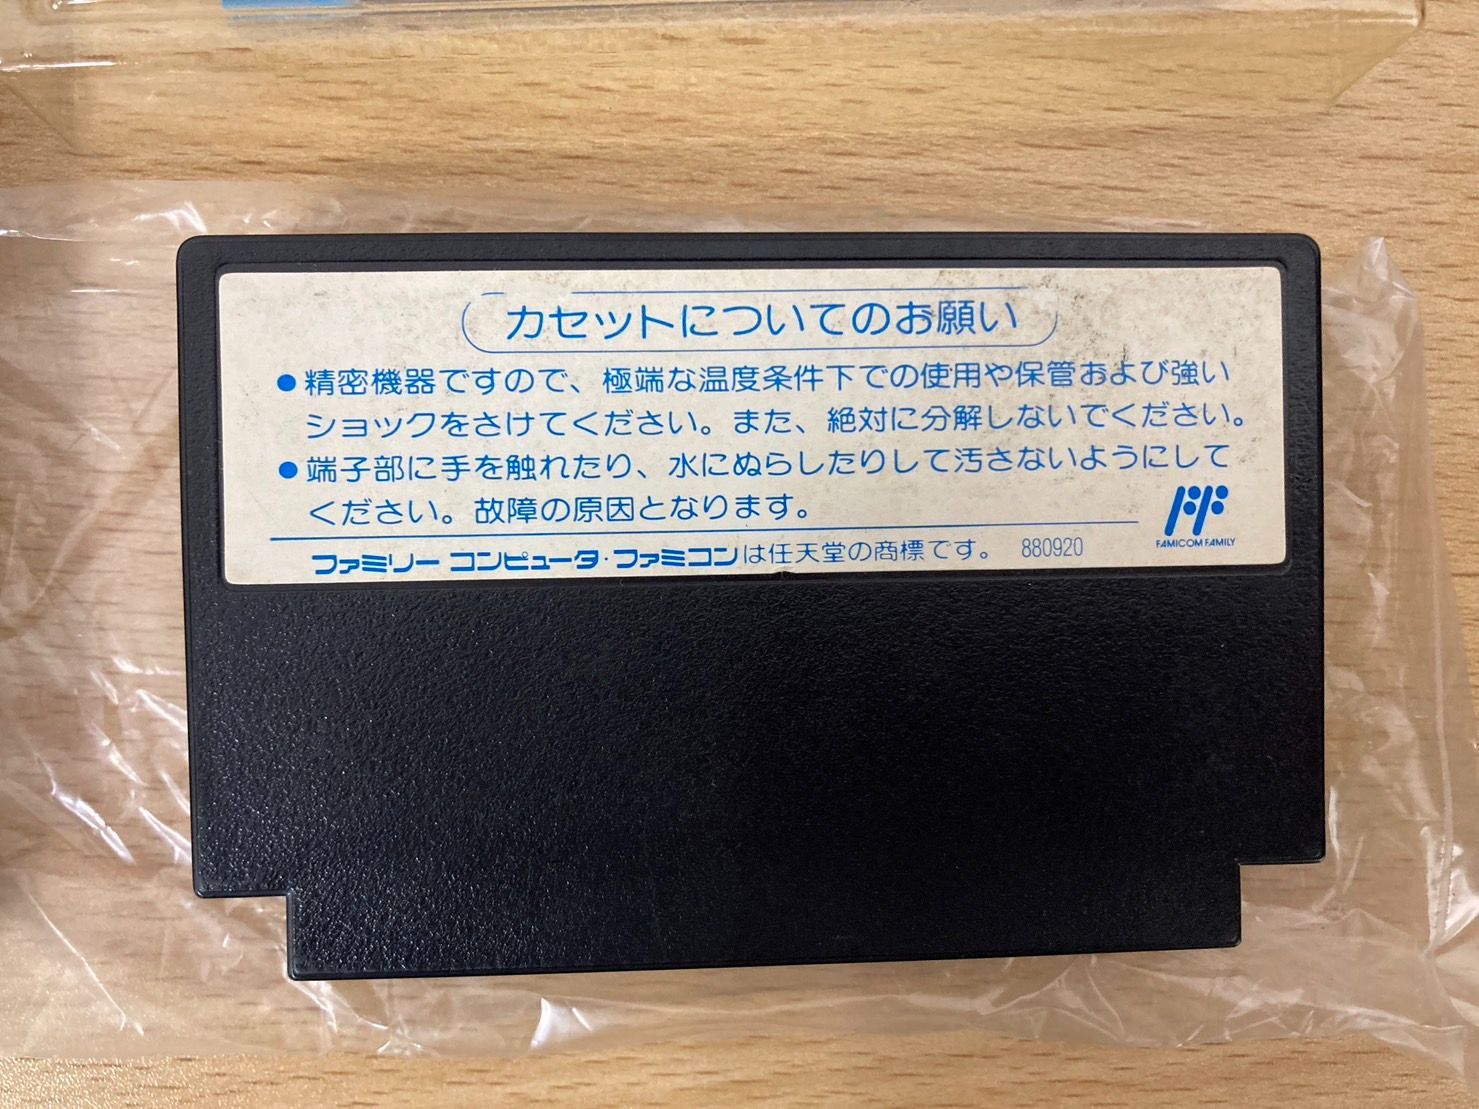 カセットについてのお願い
●精密機器ですので、極端な温度条件下での使用や保管および強い
ショックをさけてください。また、絶対に分解しないでください。
●端子部に手を触れたり、水にぬらしたりして汚さないようにして
ください。故障の原因となります。
FAMICOM FAMILY
ファミリー コンピュータ・ファミコンは任天堂の商標です。 880920